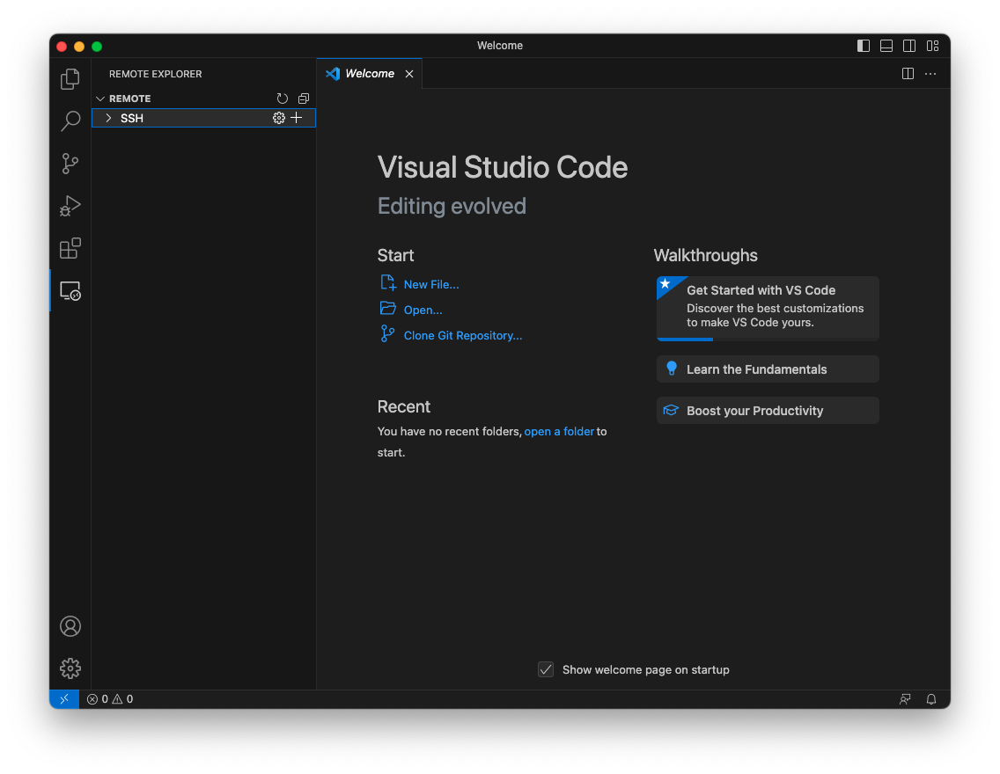 Welcome
REMOTE EXPLORER
REMOTE
SSH
Welcome
Visual Studio Code
Editing evolved
Start
New File...
Open...
Clone Git Repository...
Recent
You have no recent folders, open a folder to
start.
Walkthroughs
Get Started with VS Code
Discover the best customizations
to make VS Code yours.
Learn the Fundamentals
Boost your Productivity
Show welcome page on startup
0 0